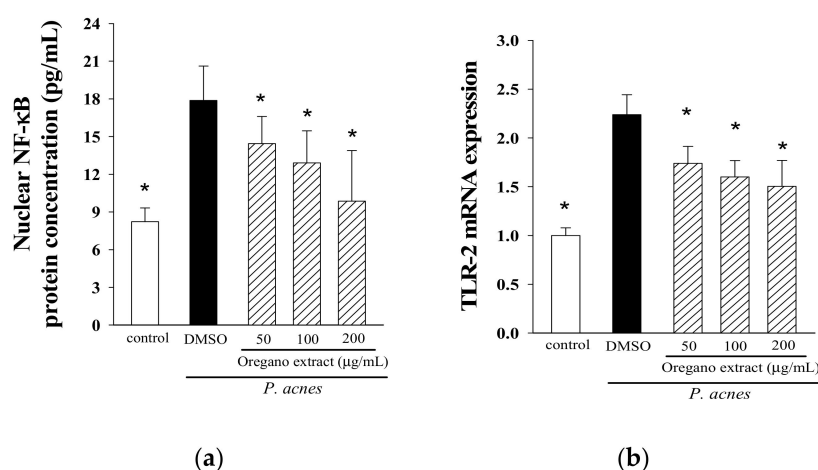 Nuclear NF-κB
protein concentration (pg/mL)
24
21
18
15
12
9
6
3
0
*
*
*
*
control
DMSO
50
100
200
Oregano extract (μg/mL)
P. acnes
(a)
TLR-2 mRNA expression
3.0
2.5
2.0
1.5
1.0
0.5
0.0
*
*
*
*
control
DMSO
50
100
200
Oregano extract (μg/mL)
P. acnes
(b)